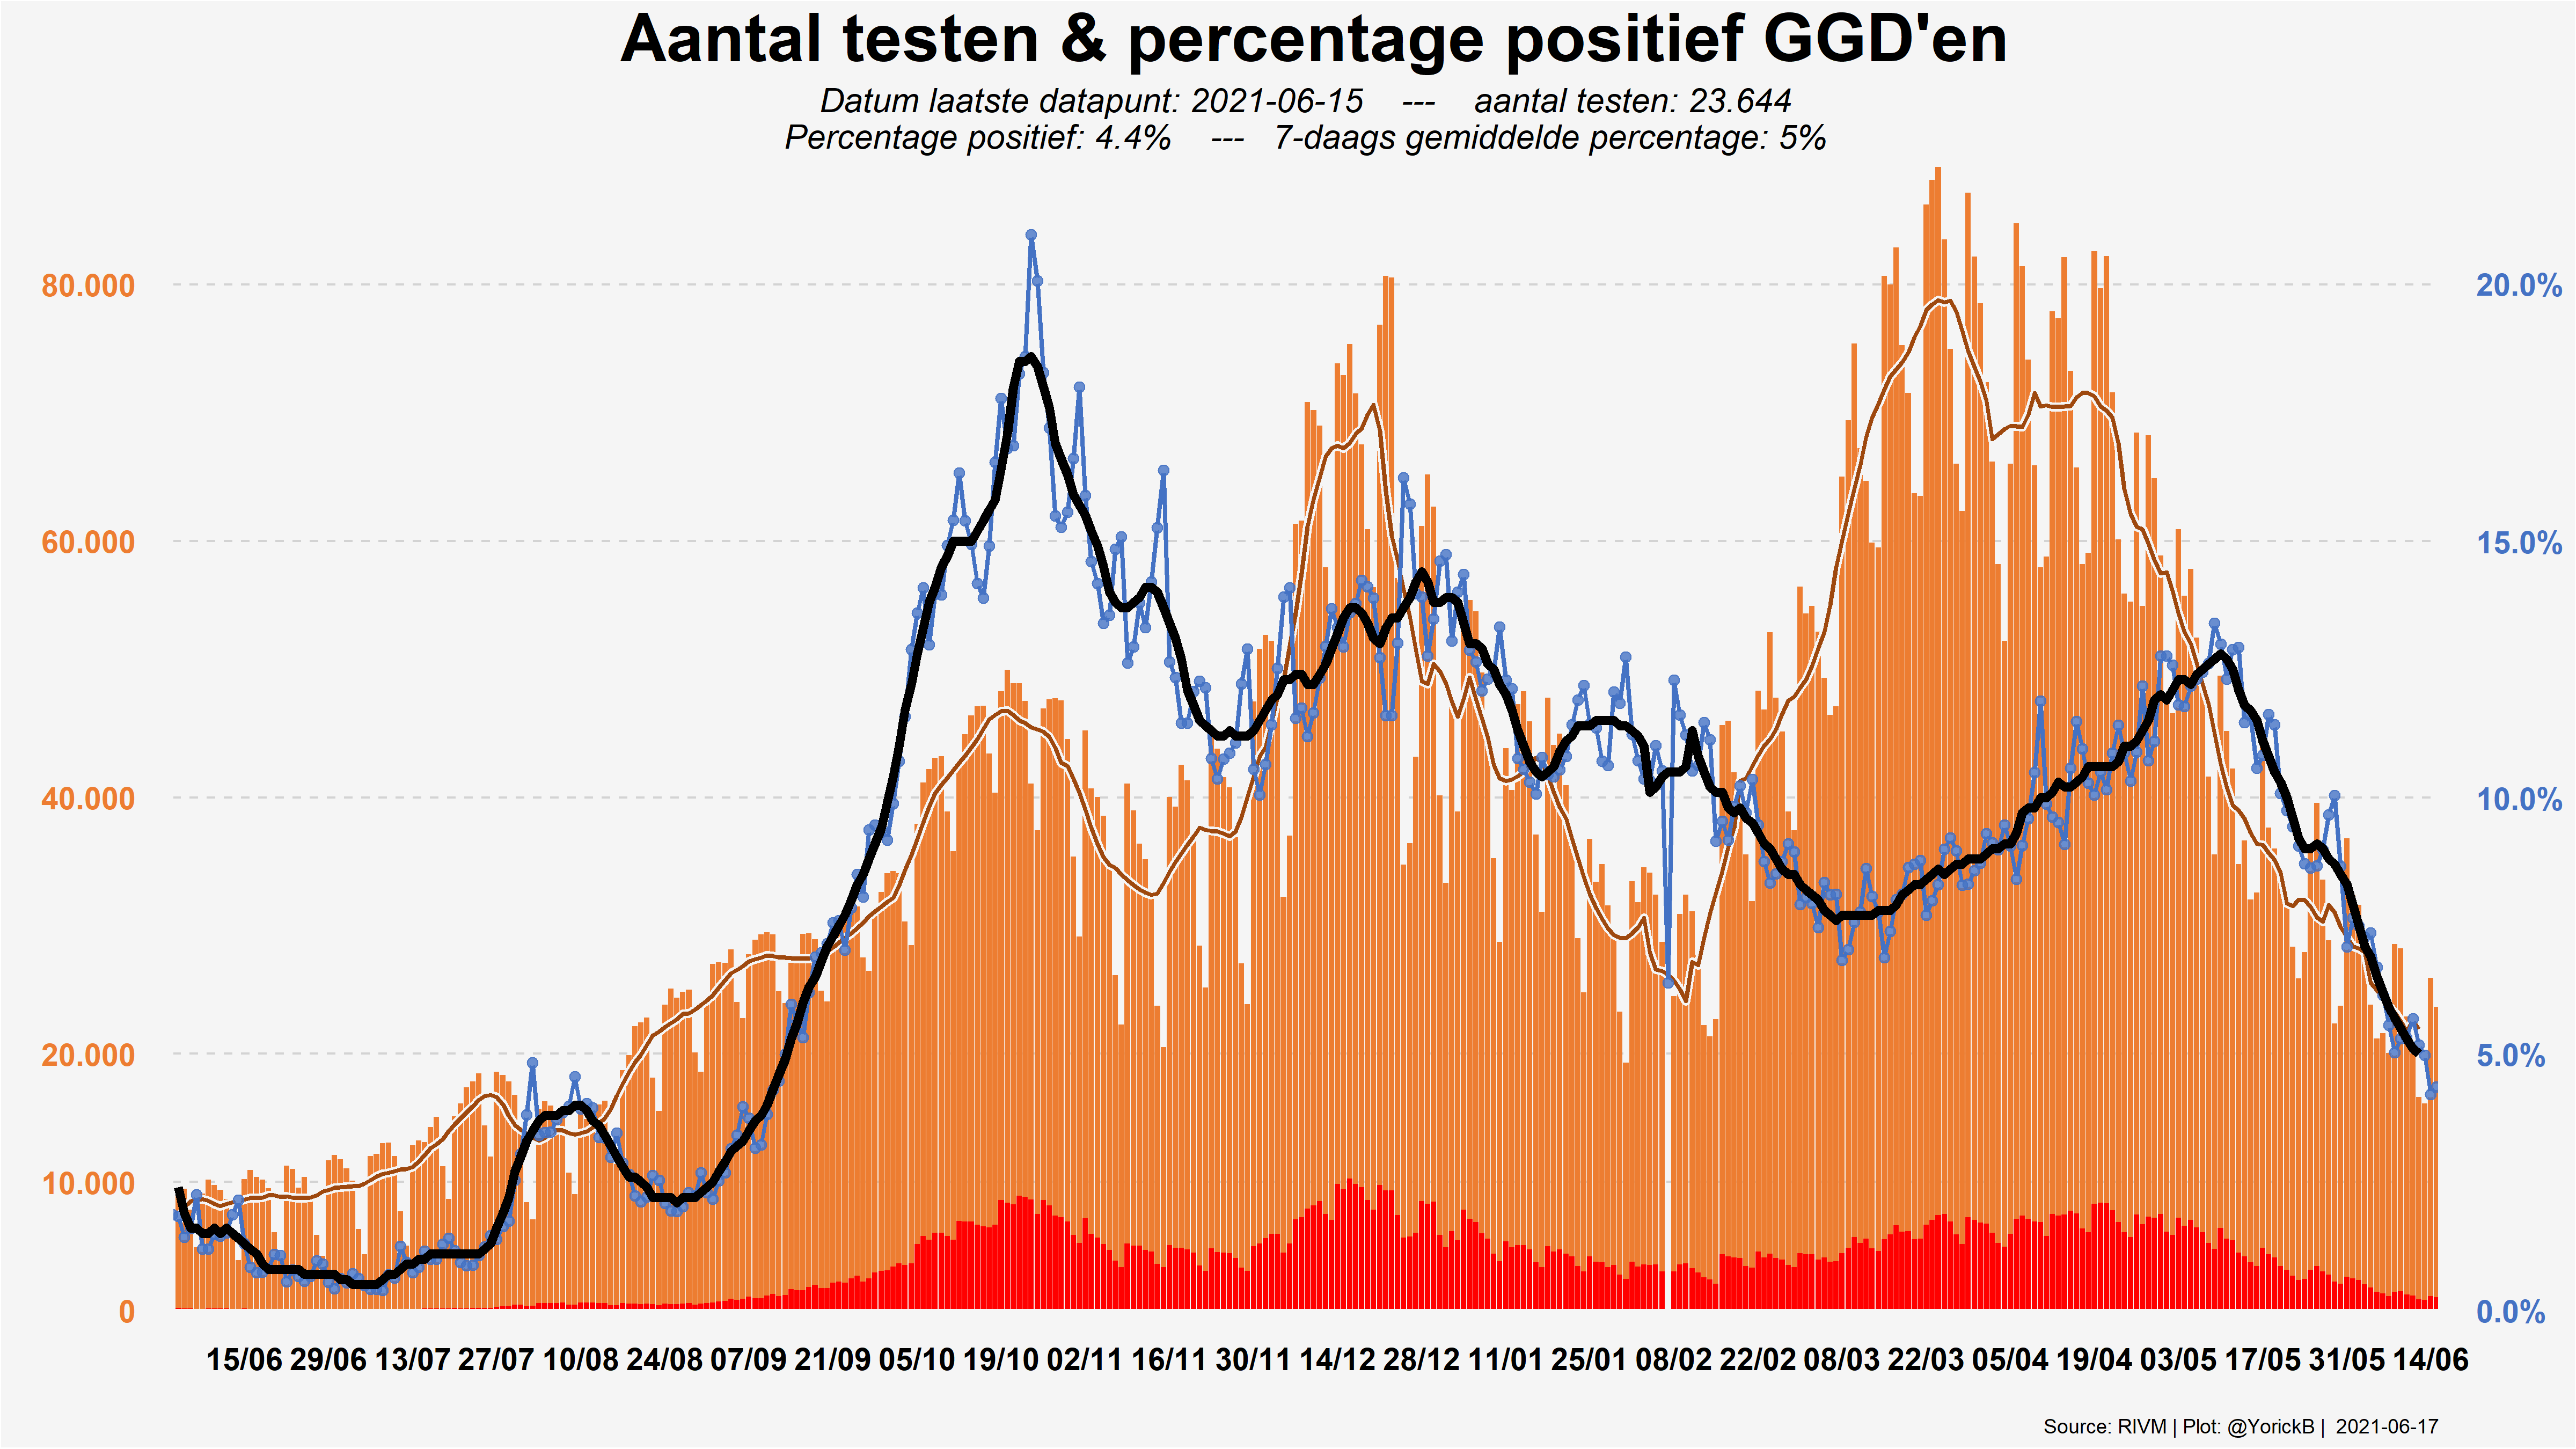 Aantal testen & percentage positief GGD'en
Datum laatste datapunt: 2021-06-15 --- aantal testen: 23.644
Percentage positief: 4.4% --- 7-daags gemiddelde percentage: 5%
80.000
60.000
40.000
20.000
10.000
0
20.0%
15.0%
10.0%
5.0%
0.0%
15/06 29/06 13/07 27/07 10/08 24/08 07/09 21/09 05/10 19/10 02/11 16/11 30/11 14/12 28/12 11/01 25/01 08/02 22/02 08/03 22/03 05/04 19/04 03/05 17/05 31/05 14/06
Source: RIVM | Plot: @YorickB | 2021-06-17